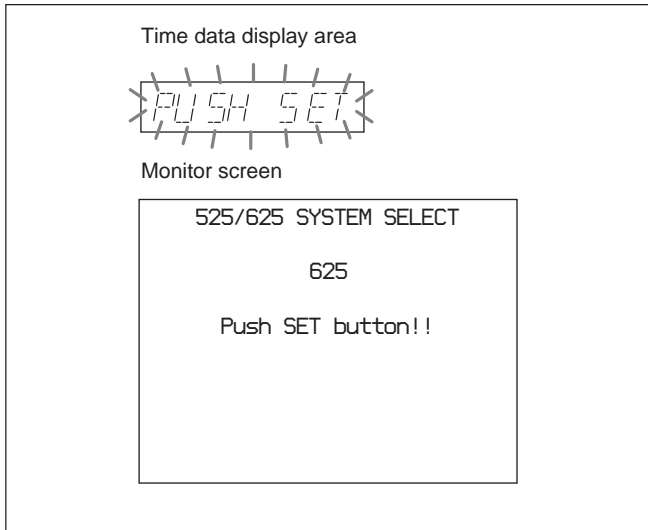 Time data display area
PUSH SET
Monitor screen
525/625 SYSTEM SELECT
625
Push SET button!!